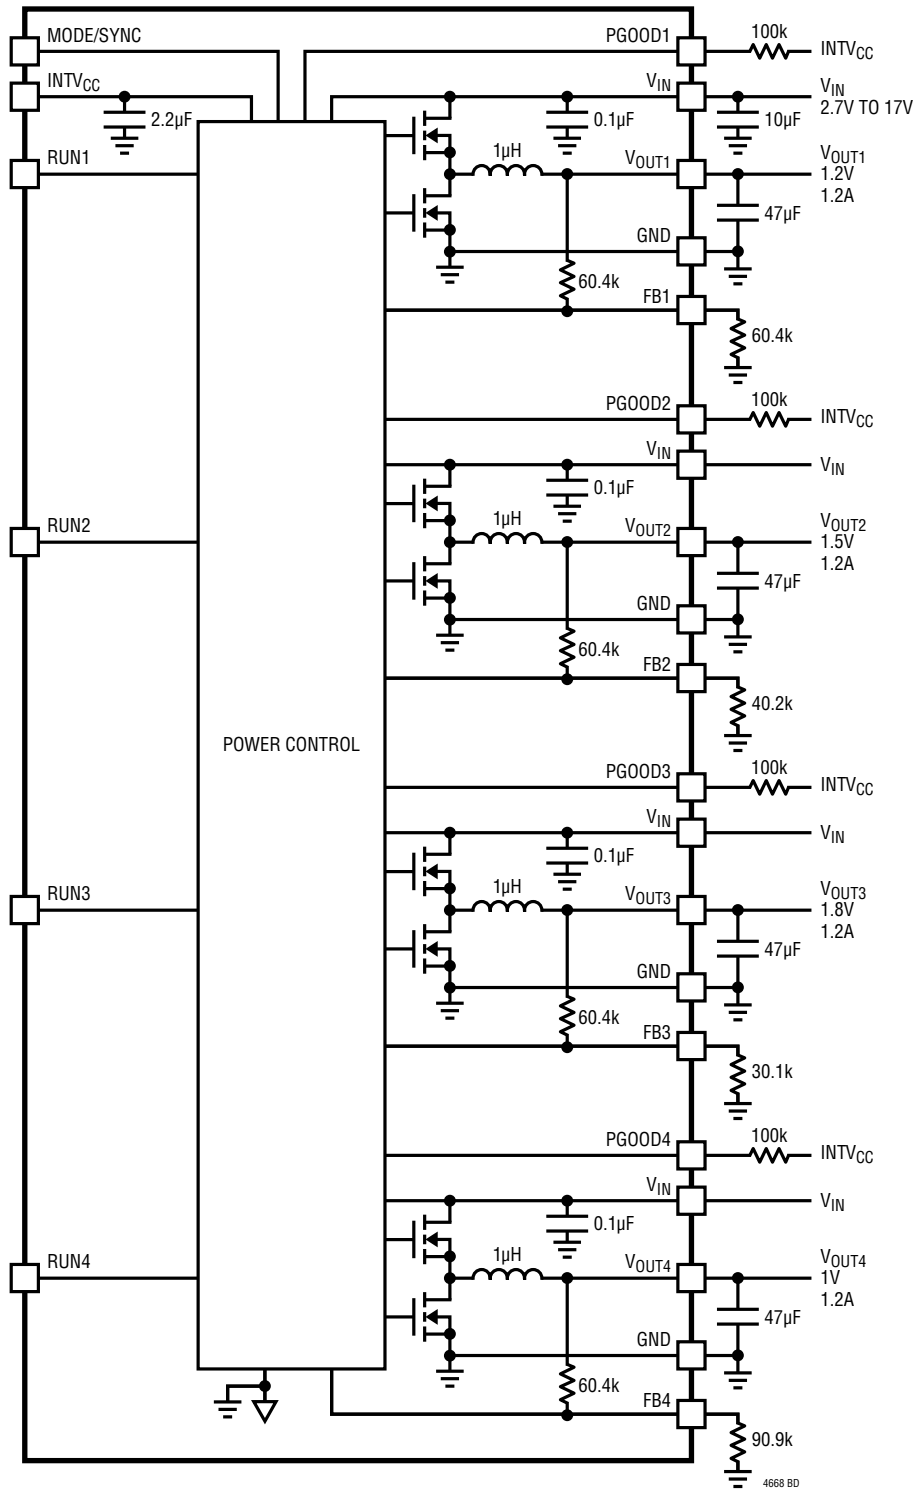 MODE/SYNC
PGOOD1
100k
INTVCC
INTVCC
VIN
VIN
2.7V TO 17V
2.2µF
0.1µF
10µF
RUN1
1µH
VOUT1
VOUT1
1.2V
1.2A
47µF
GND
60.4k
FB1
60.4k
PGOOD2
100k
INTVCC
VIN
VIN
0.1µF
RUN2
1µH
VOUT2
VOUT2
1.5V
1.2A
47µF
GND
60.4k
FB2
40.2k
POWER CONTROL
PGOOD3
100k
INTVCC
VIN
VIN
0.1µF
RUN3
1µH
VOUT3
VOUT3
1.8V
1.2A
47µF
GND
60.4k
FB3
30.1k
PGOOD4
100k
INTVCC
VIN
VIN
0.1µF
RUN4
1µH
VOUT4
VOUT4
1V
1.2A
47µF
GND
60.4k
FB4
90.9k
4668 BD